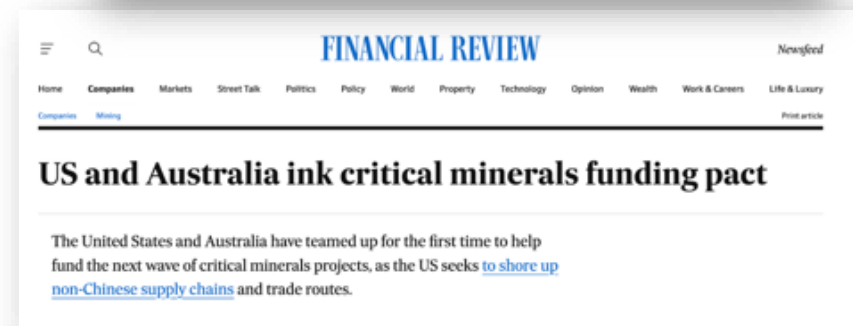 FINANCIAL REVIEW
Newsfeed
Home Companies Markets Street Talk Politics Policy World Property Technology Opinion Wealth Work & Careers Life & Luxury
Companies Mining Print article
US and Australia ink critical minerals funding pact
The United States and Australia have teamed up for the first time to help
fund the next wave of critical minerals projects, as the US seeks to shore up
non-Chinese supply chains and trade routes.